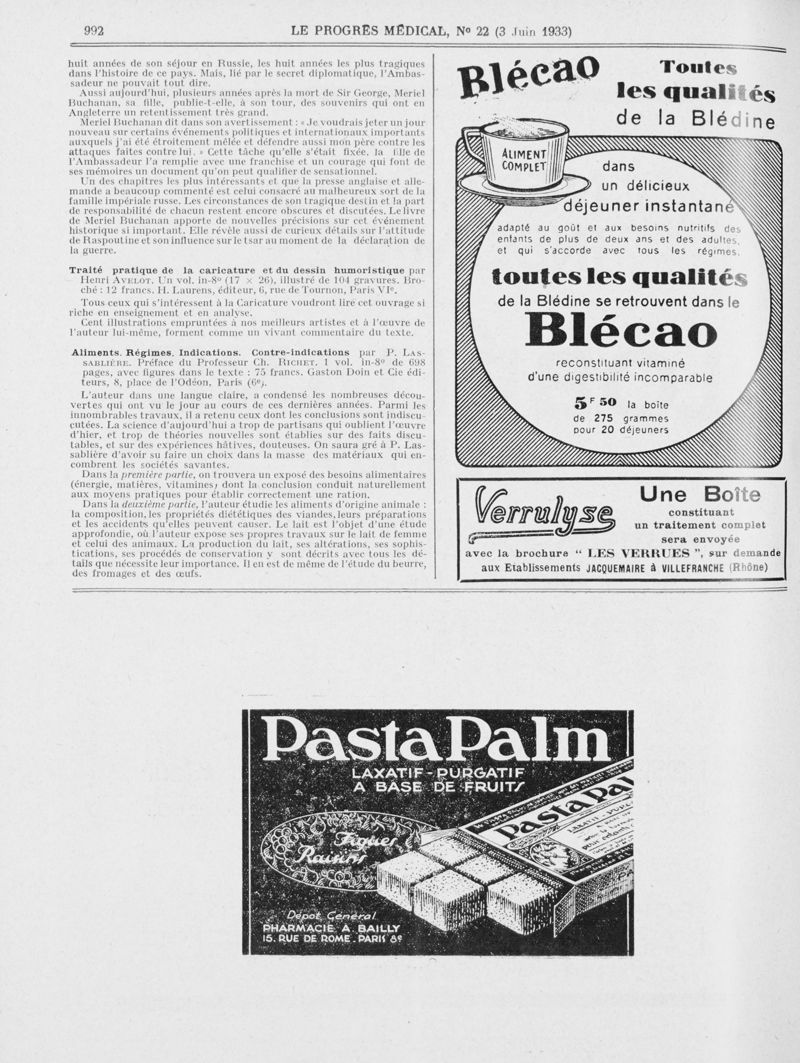 992
LE PROGRÈS MÉDICAL, Nº 22 (3 Juin 1933)
huit années de son séjour en Russie, les huit années les plus tragiques
dans l'histoire de ce pays. Mais, lié par le secret diplomatique, l'Ambas-
sadeur ne pouvait tout dire.
Aussi aujourd'hui, plusieurs années après la mort de Sir George, Meriel
Buchanan, sa fille, publie-t-elle, à son tour, des souvenirs qui ont en
Angleterre un retentissement très grand.
Meriel Buchanan dit dans son avertissement : « Je voudrais jeter un jour
nouveau sur certains événements politiques et internationaux importants
auxquels j'ai été étroitement mêlée et défendre aussi mon père contre les
attaques faites contre lui. » Cette tâche qu'elle s'était fixée, la fille de
l'Ambassadeur l'a remplie avec une franchise et un courage qui font de
ses mémoires un document qu'on peut qualifier de sensationnel.
Un des chapitres les plus intéressants et que la presse anglaise et alle-
mande a beaucoup commenté est celui consacré au malheureux sort de la
famille impériale russe. Les circonstances de son tragique destin et la part
de responsabilité de chacun restent encore obscures et discutées. Le livre
de Meriel Buchanan apporte de nouvelles précisions sur cet événement
historique si important. Elle révèle aussi de curieux détails sur l'attitude
de Raspoutine et son influence sur le tsar au moment de la déclaration de
la guerre.
Traité pratique de la caricature et du dessin humoristique par
Henri AVELOT. Un vol. in-8º (17 × 26), illustré de 104 gravures. Bro-
ché : 12 francs. H. Laurens, éditeur, 6, rue de Tournon, Paris VIe.
Tous ceux qui s'intéressent à la Caricature voudront lire cet ouvrage si
riche en enseignement et en analyse.
Cent illustrations empruntées à nos meilleurs artistes et à l'œuvre de
l'auteur lui-même, forment comme un vivant commentaire du texte.
Aliments. Régimes. Indications. Contre-indications par P. LAS-
SABLIÈRE. Préface du Professeur Ch. RICHET. 1 vol. in-8º de 698
pages, avec figures dans le texte : 75 francs. Gaston Doin et Cie édi-
teurs, 8, place de l'Odéon, Paris (6e).
L'auteur dans une langue claire, a condensé les nombreuses décou-
vertes qui ont vu le jour au cours de ces dernières années. Parmi les
innombrables travaux, il a retenu ceux dont les conclusions sont indiscu-
cutées. La science d'aujourd'hui a trop de partisans qui oublient l'œuvre
d'hier, et trop de théories nouvelles sont établies sur des faits discu-
tables, et sur des expériences hâtives, douteuses. On saura gré à P. Las-
sablière d'avoir su faire un choix dans la masse des matériaux qui en-
combrent les sociétés savantes.
Dans la première partie, on trouvera un exposé des besoins alimentaires
(énergie, matières, vitamines) dont la conclusion conduit naturellement
aux moyens pratiques pour établir correctement une ration.
Dans la deuxième partie, l'auteur étudie les aliments d'origine animale :
la composition, les propriétés diététiques des viandes, leurs préparations
et les accidents qu'elles peuvent causer. Le lait est l'objet d'une étude
approfondie, où l'auteur expose ses propres travaux sur le lait de femme
et celui des animaux. La production du lait, ses altérations, ses sophis-
tications, ses procédés de conservation y sont décrits avec tous les dé-
tails que nécessite leur importance. Il en est de même de l'étude du beurre,
des fromages et des œufs.
Blécao
Toutes
les qualités
de la Blédine
ALIMENT
COMPLET
dans
un délicieux
déjeuner instantané
adapté au goût et aux besoins nutritifs des
enfants de plus de deux ans et des adultes,
et qui s'accorde avec tous les régimes.
toutes les qualités
de la Blédine se retrouvent dans le
Blécao
reconstituant vitaminé
d'une digestibilité incomparable
5F50 la boîte
de 275 grammes
pour 20 déjeuners
Verrulyse
Une Boîte
constituant
un traitement complet
sera envoyée
avec la brochure “ LES VERRUES ”, sur demande
aux Etablissements JACQUEMAIRE à VILLEFRANCHE (Rhône)
PastaPalm
LAXATIF - PURGATIF
A BASE DE FRUITS
Figues
Raisins
PastaPal
Dépôt Général
PHARMACIE A. BAILLY
15. RUE DE ROME. PARIS 8e